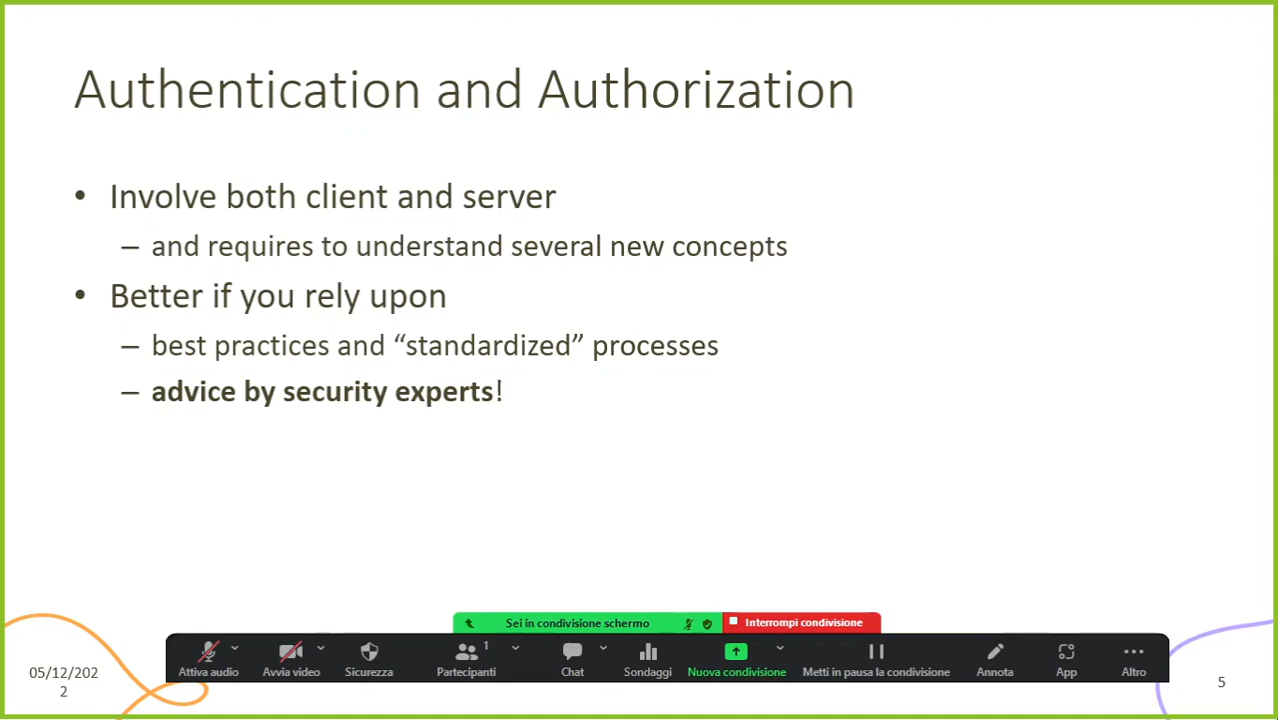 Authentication and Authorization
• Involve both client and server
– and requires to understand several new concepts
• Better if you rely upon
– best practices and “standardized” processes
– advice by security experts!
Sei in condivisione schermo Interrompi condivisione
Attiva audio Avvia video Sicurezza Partecipanti 1 Chat Sondaggi Nuova condivisione Metti in pausa la condivisione Annota App Altro
05/12/202
2
5